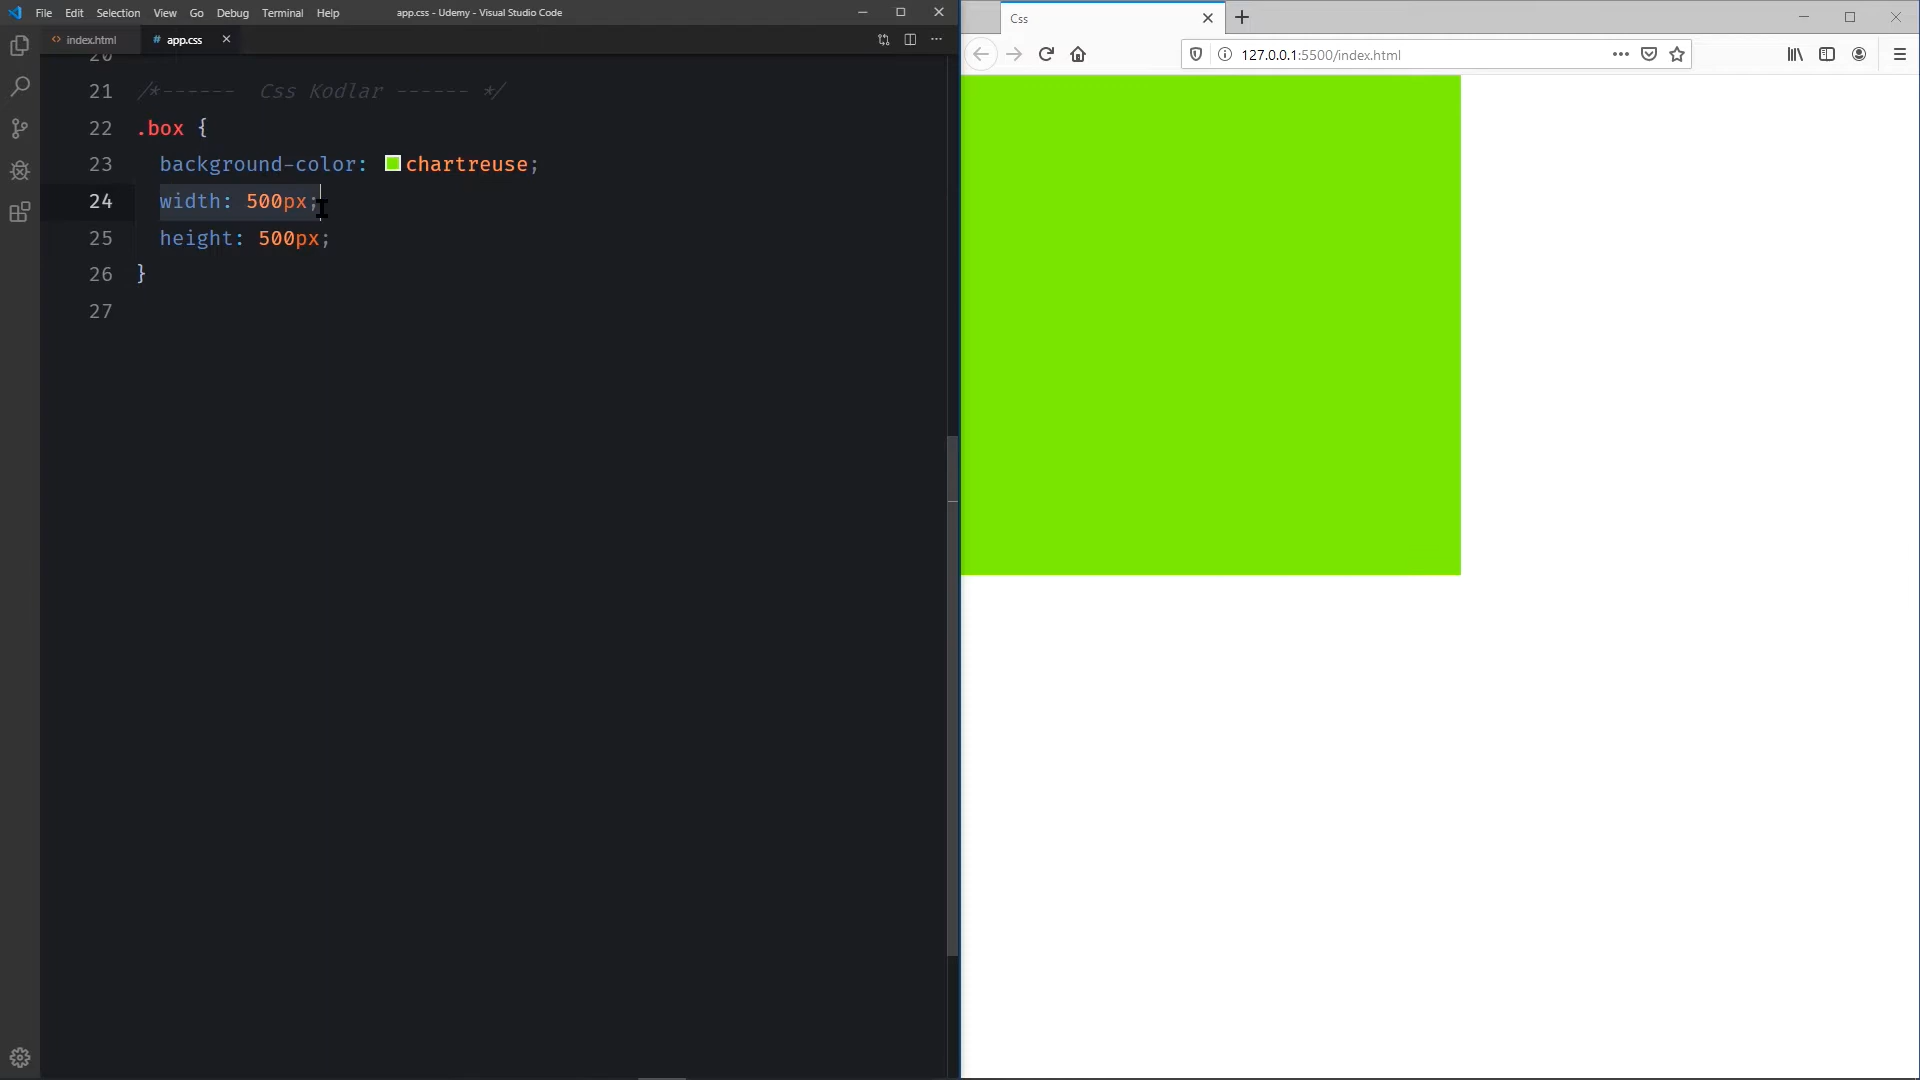 File Edit Selection View Go Debug Terminal Help app.css - Udemy - Visual Studio Code
index.html # app.css
20
21 /*------ Css Kodlar ------ */
22 .box {
23 background-color: chartreuse;
24 width: 500px;
25 height: 500px;
26 }
27
Css
127.0.0.1:5500/index.html